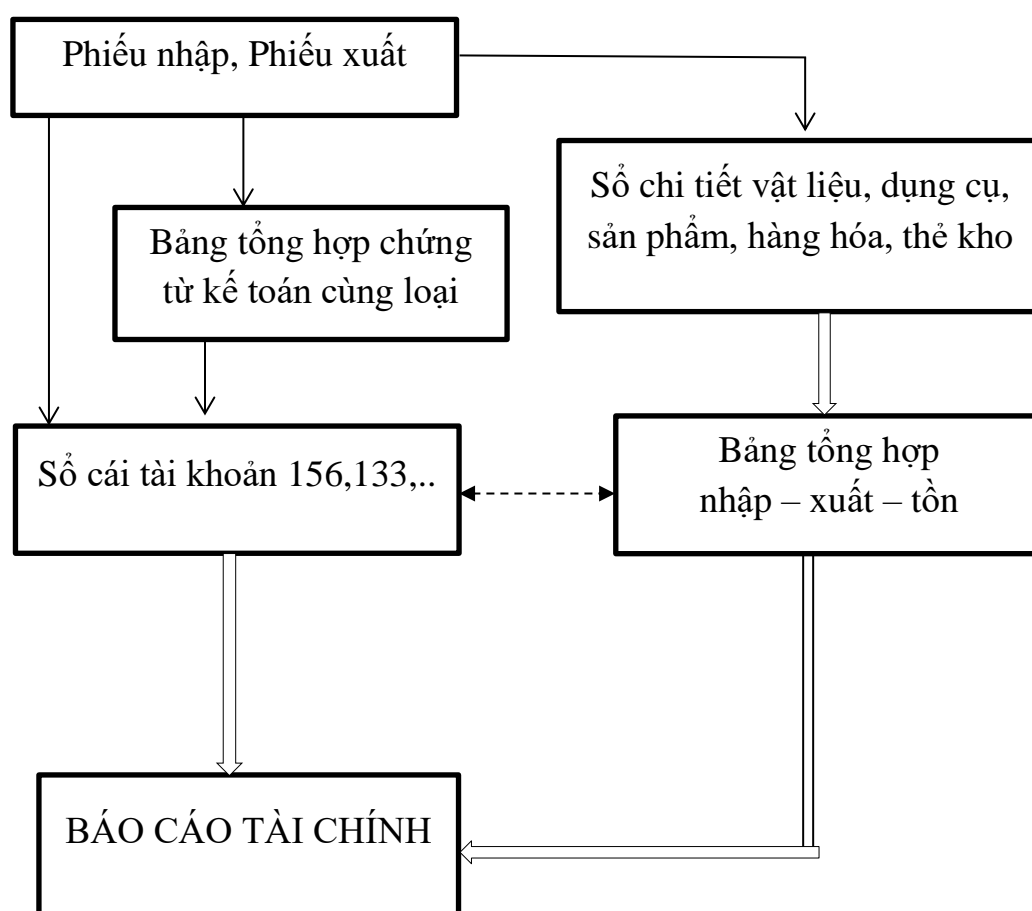 Phiếu nhập, Phiếu xuất
Sổ chi tiết vật liệu, dụng cụ,
sản phẩm, hàng hóa, thẻ kho
Bảng tổng hợp chứng
từ kế toán cùng loại
Sổ cái tài khoản 156,133,..
Bảng tổng hợp
nhập – xuất – tồn
BÁO CÁO TÀI CHÍNH